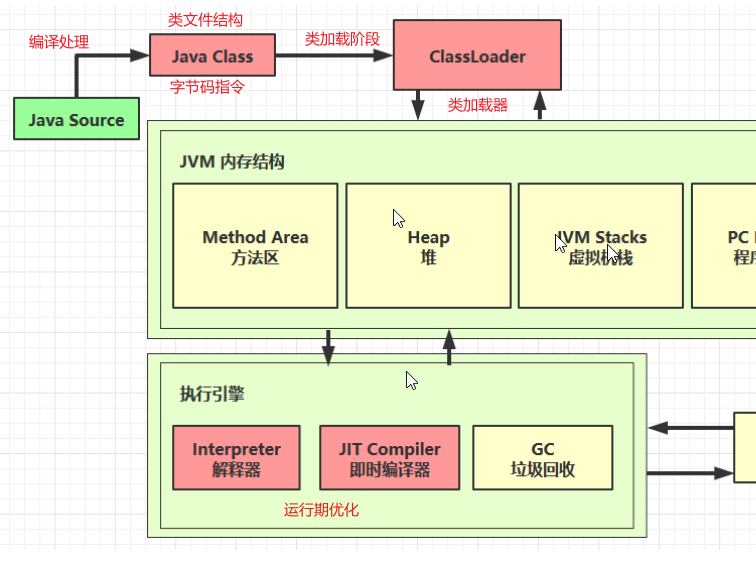 类文件结构
编译处理
类加载阶段
Java Class
ClassLoader
字节码指令
类加载器
Java Source
JVM 内存结构
Method Area
方法区
Heap
堆
JVM Stacks
虚拟机栈
PC
程序
执行引擎
Interpreter
解释器
JIT Compiler
即时编译器
GC
垃圾回收
运行期优化